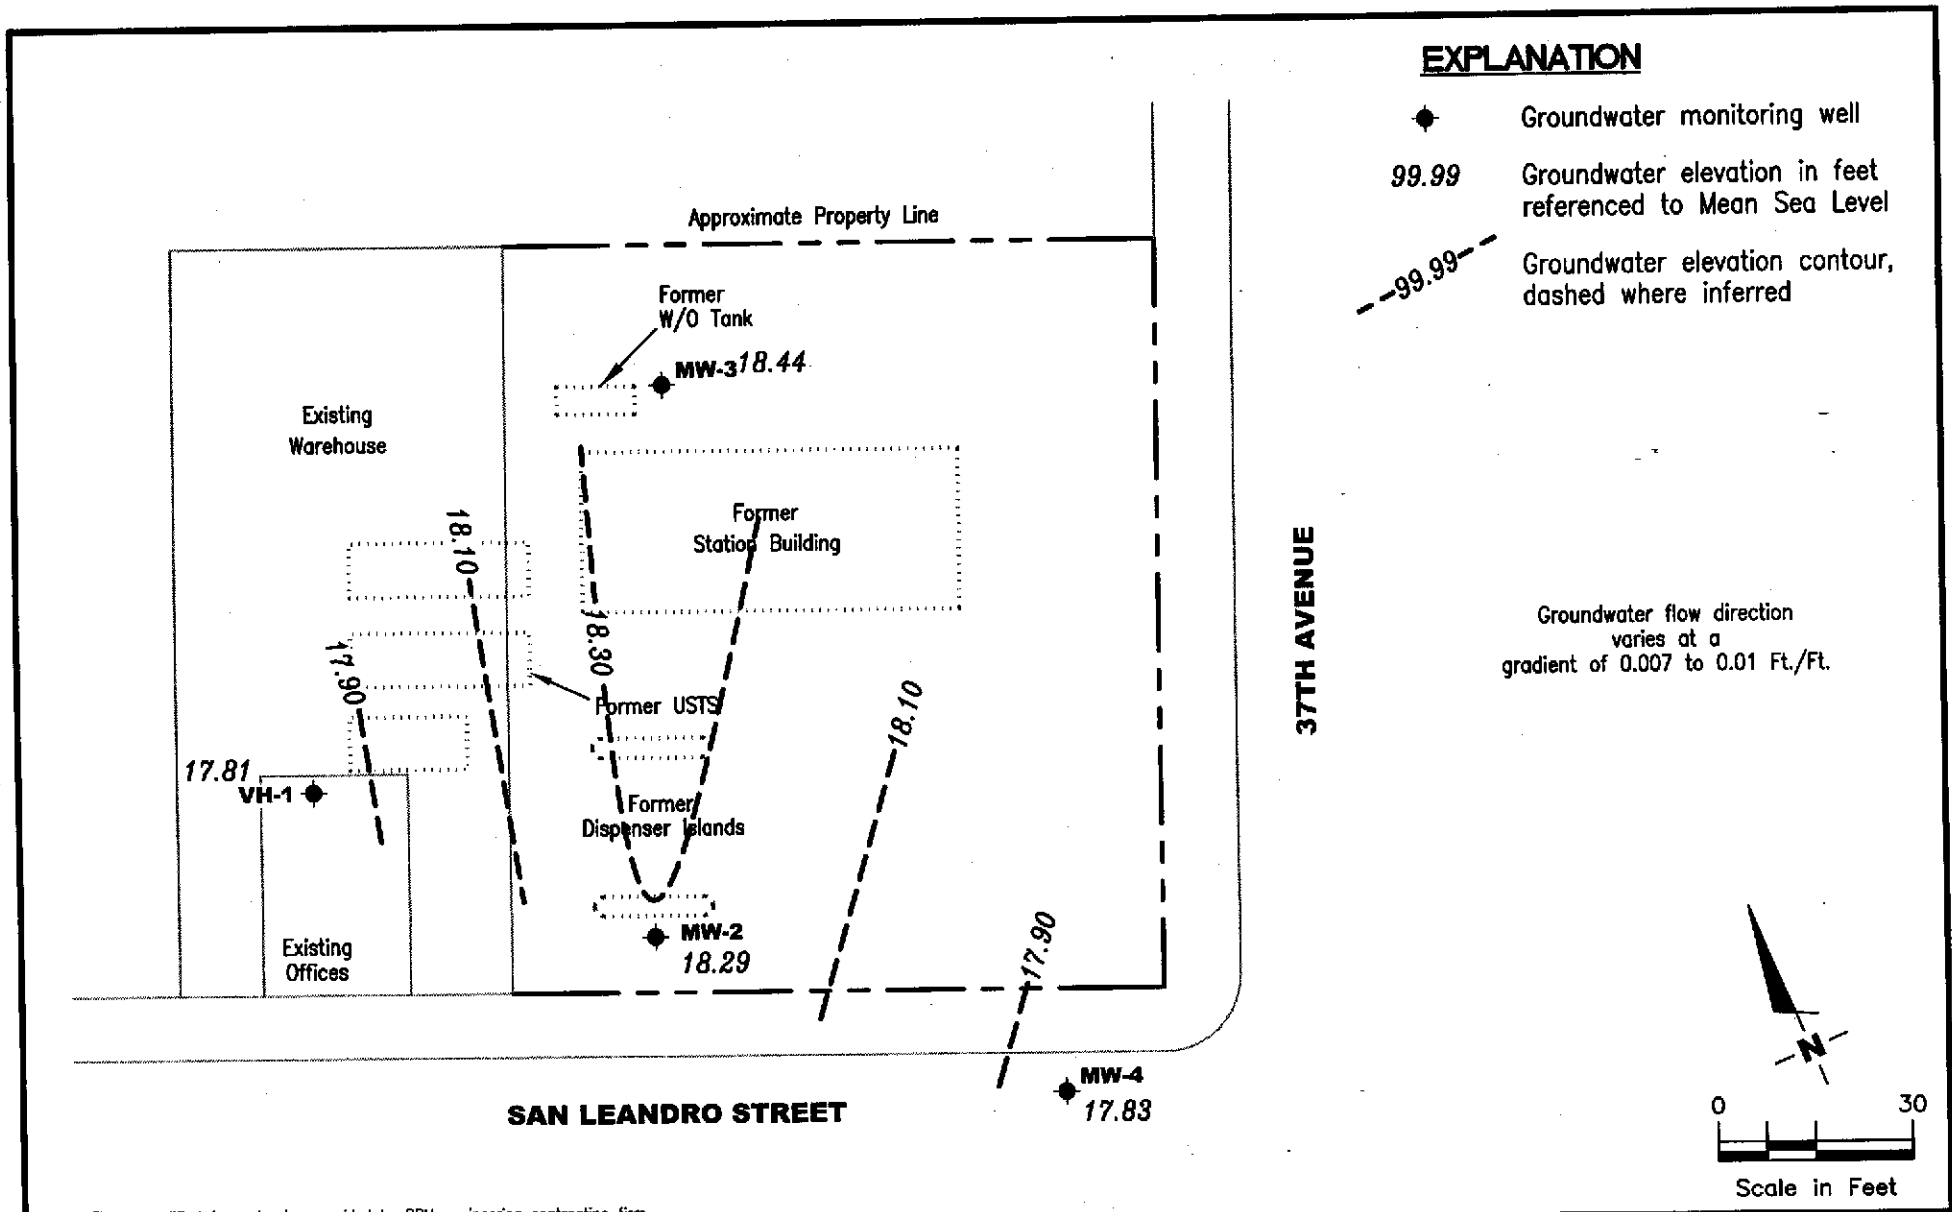 EXPLANATION
Groundwater monitoring well
99.99
Groundwater elevation in feet
referenced to Mean Sea Level
99.99
Groundwater elevation contour,
dashed where inferred
Approximate Property Line
Former
W/O Tank
MW-3 18.44
Existing
Warehouse
Former
Station Building
18.10
18.30
17.90
Former USTS
18.10
37TH AVENUE
Groundwater flow direction
varies at a
gradient of 0.007 to 0.01 Ft./Ft.
17.81
VH-1
Former
Dispenser Islands
MW-2
18.29
Existing
Offices
17.90
MW-4
17.83
SAN LEANDRO STREET
N
0 30
Scale in Feet